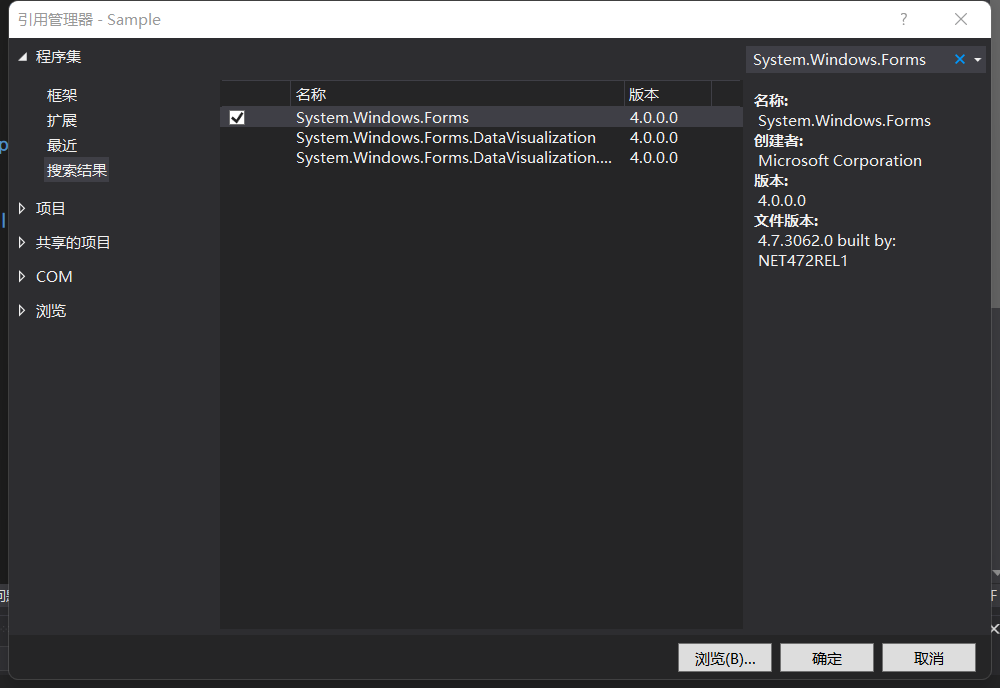 引用管理器 - Sample
?
程序集
框架
扩展
最近
搜索结果
项目
共享的项目
COM
浏览
名称 版本
System.Windows.Forms 4.0.0.0
System.Windows.Forms.DataVisualization 4.0.0.0
System.Windows.Forms.DataVisualization.... 4.0.0.0
System.Windows.Forms
名称:
System.Windows.Forms
创建者:
Microsoft Corporation
版本:
4.0.0.0
文件版本:
4.7.3062.0 built by:
NET472REL1
浏览(B)... 确定 取消